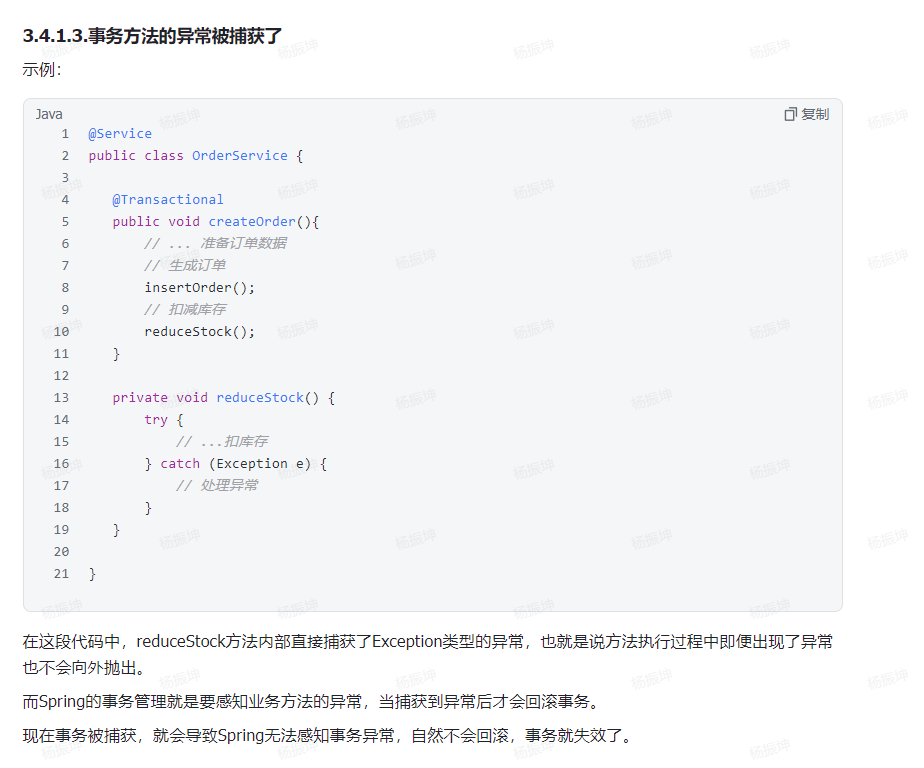 3.4.1.3.事务方法的异常被捕获了
示例：
Java 复制
1 @Service
2 public class OrderService {
3
4 @Transactional
5 public void createOrder(){
6 // ... 准备订单数据
7 // 生成订单
8 insertOrder();
9 // 扣减库存
10 reduceStock();
11 }
12
13 private void reduceStock() {
14 try {
15 // ...扣库存
16 } catch (Exception e) {
17 // 处理异常
18 }
19 }
20
21 }
在这段代码中，reduceStock方法内部直接捕获了Exception类型的异常，也就是说方法执行过程中即便出现了异常
也不会向外抛出。
而Spring的事务管理就是要感知业务方法的异常，当捕获到异常后才会回滚事务。
现在事务被捕获，就会导致Spring无法感知事务异常，自然不会回滚，事务就失效了。
杨振坤